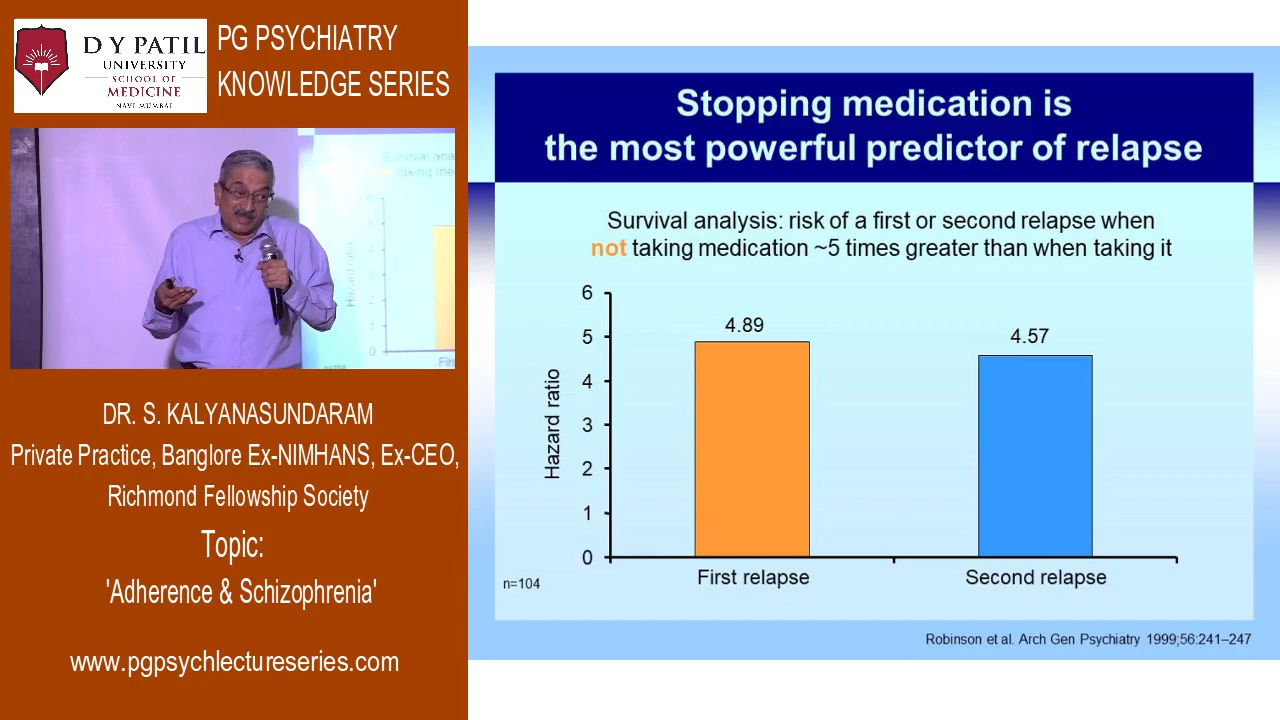 D Y PATIL
UNIVERSITY
SCHOOL OF
MEDICINE
NAVI MUMBAI
PG PSYCHIATRY
KNOWLEDGE SERIES
DR. S. KALYANASUNDARAM
Private Practice, Banglore Ex-NIMHANS, Ex-CEO,
Richmond Fellowship Society
Topic:
'Adherence & Schizophrenia'
www.pgpsychlectureseries.com
Stopping medication is
the most powerful predictor of relapse
Survival analysis: risk of a first or second relapse when
not taking medication ~5 times greater than when taking it
Hazard ratio
6
5
4
3
2
1
0
4.89
4.57
First relapse
Second relapse
n=104
Robinson et al. Arch Gen Psychiatry 1999;56:241–247